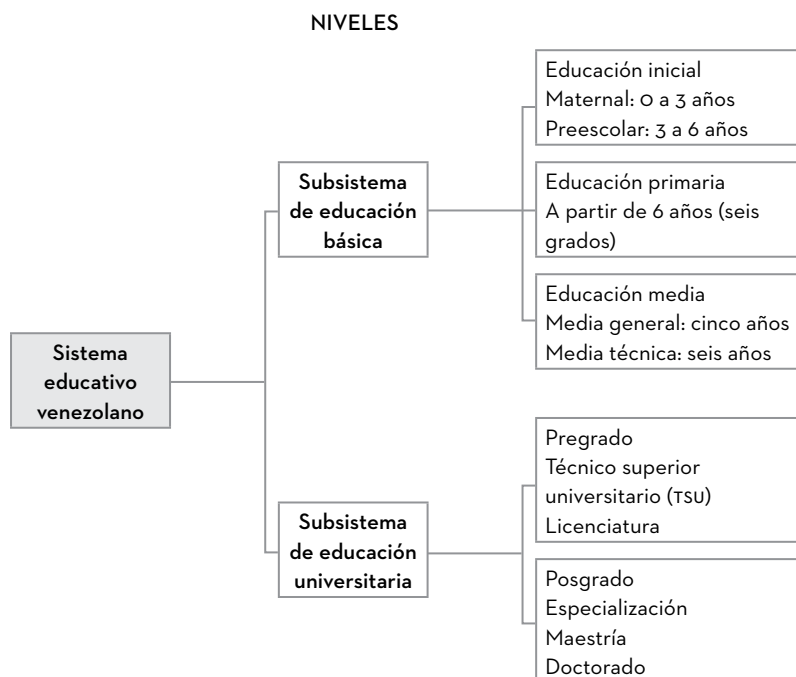 NIVELES
Educación inicial
Maternal: 0 a 3 años
Preescolar: 3 a 6 años
Subsistema
de educación
básica
Educación primaria
A partir de 6 años (seis
grados)
Educación media
Media general: cinco años
Media técnica: seis años
Sistema
educativo
venezolano
Pregrado
Técnico superior
universitario (TSU)
Licenciatura
Subsistema
de educación
universitaria
Posgrado
Especialización
Maestría
Doctorado